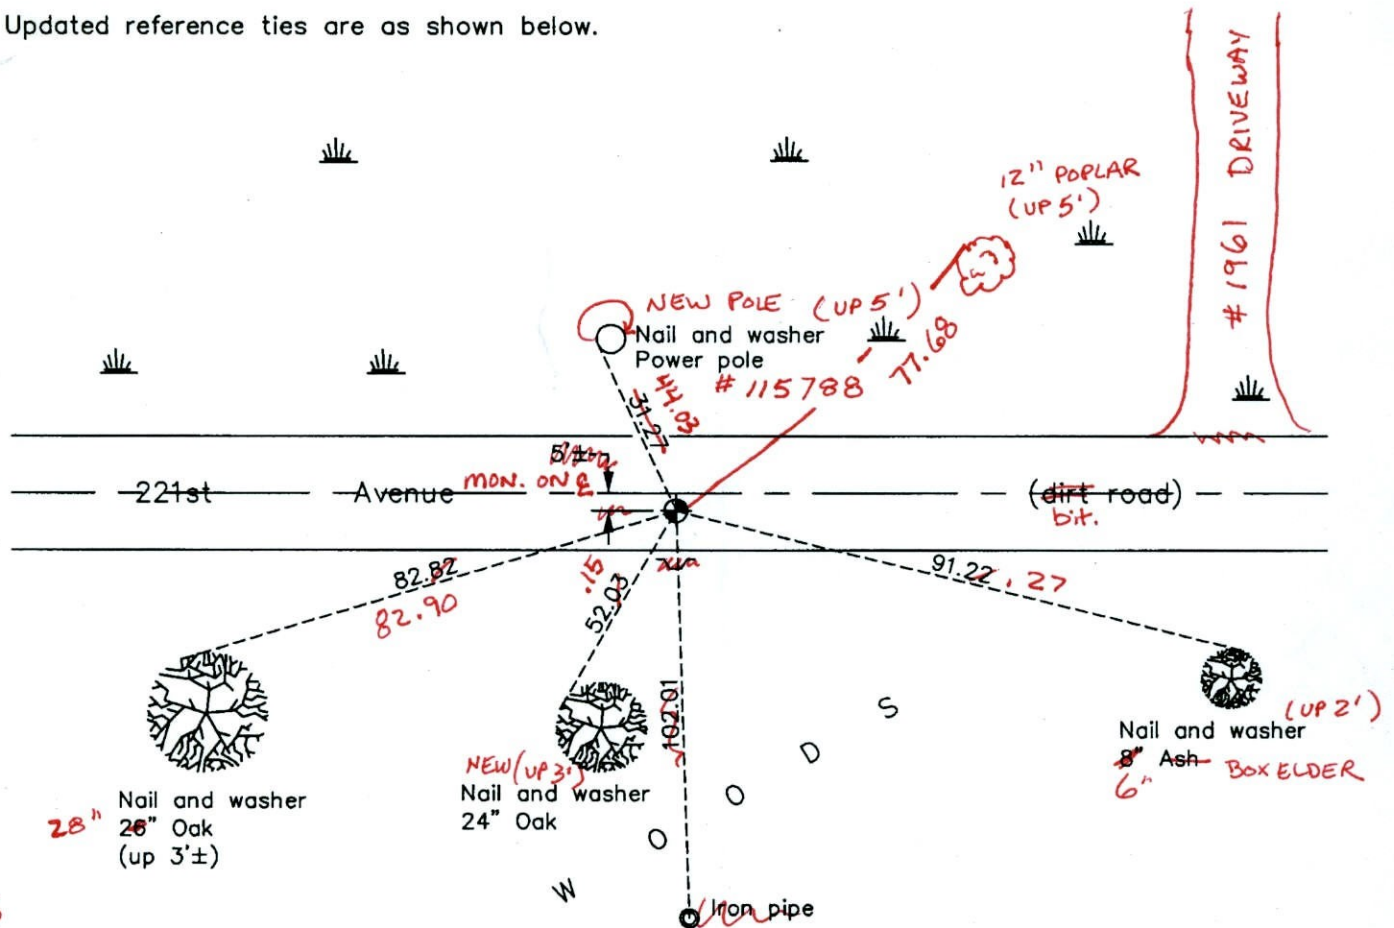 Updated reference ties are as shown below.
# 1961 DRIVEWAY
12" POPLAR
(UP 5')
NEW POLE (UP 5')
Nail and washer
Power pole
# 115788
77.68
31.27
44.03
5'±
MON. ON ℄
221st Avenue
(dirt road)
bit.
82.82
82.90
.15
52.03
91.22
.27
102.01
W O O D S
NEW (UP 3')
Nail and washer
24" Oak
28"
Nail and washer
26" Oak
(up 3'±)
(UP 2')
Nail and washer
8" Ash BOX ELDER
6"
Iron pipe